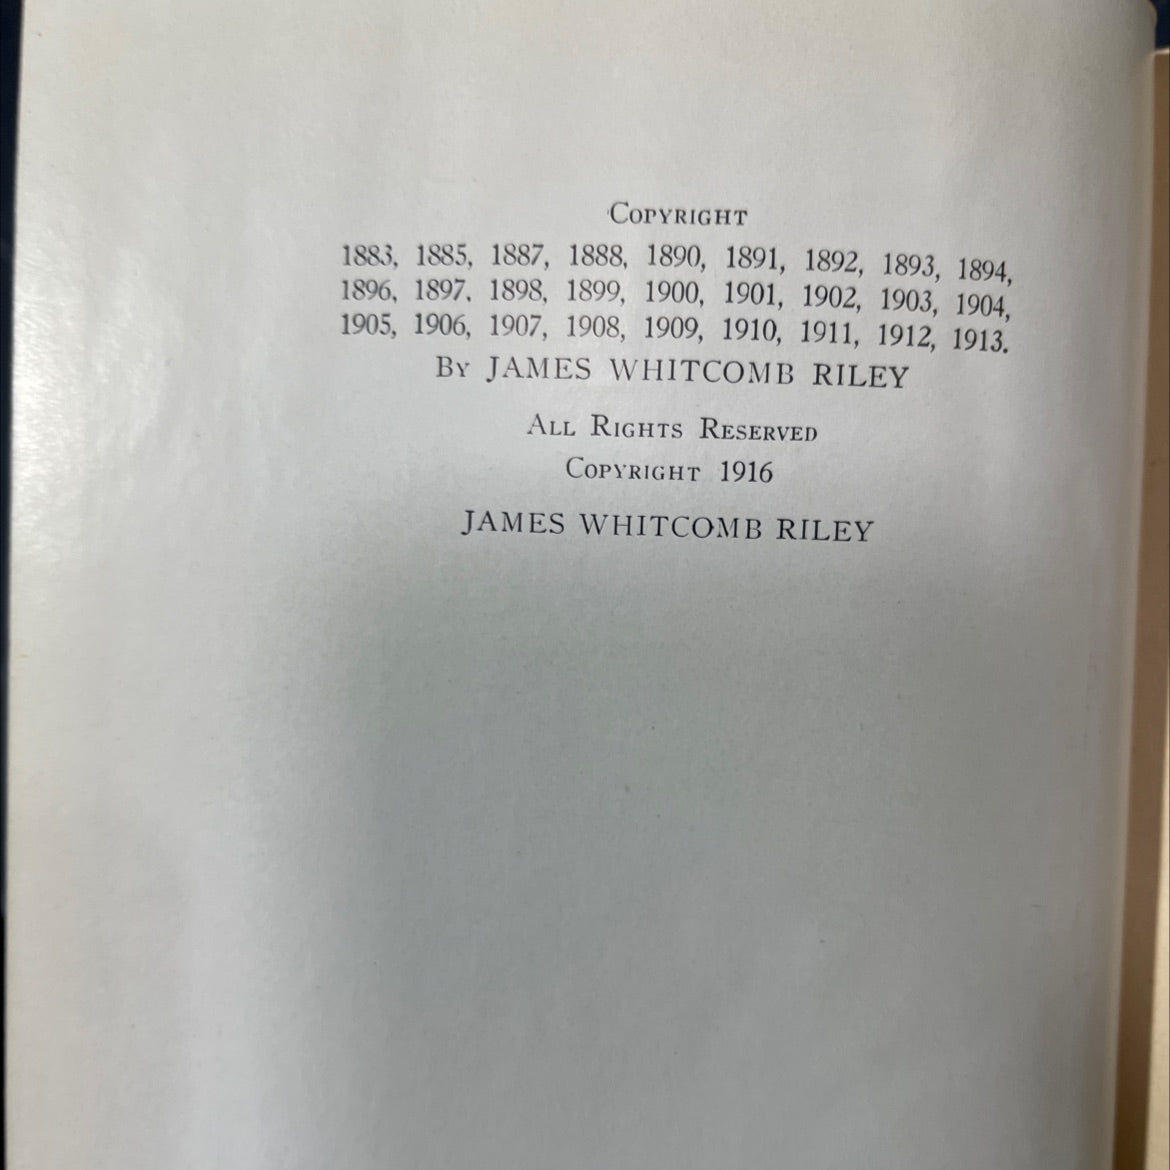 Copyright
1883, 1885, 1887, 1888, 1890, 1891, 1892, 1893, 1894,
1896, 1897, 1898, 1899, 1900, 1901, 1902, 1903, 1904,
1905, 1906, 1907, 1908, 1909, 1910, 1911, 1912, 1913.
By JAMES WHITCOMB RILEY
All Rights Reserved
Copyright 1916
JAMES WHITCOMB RILEY